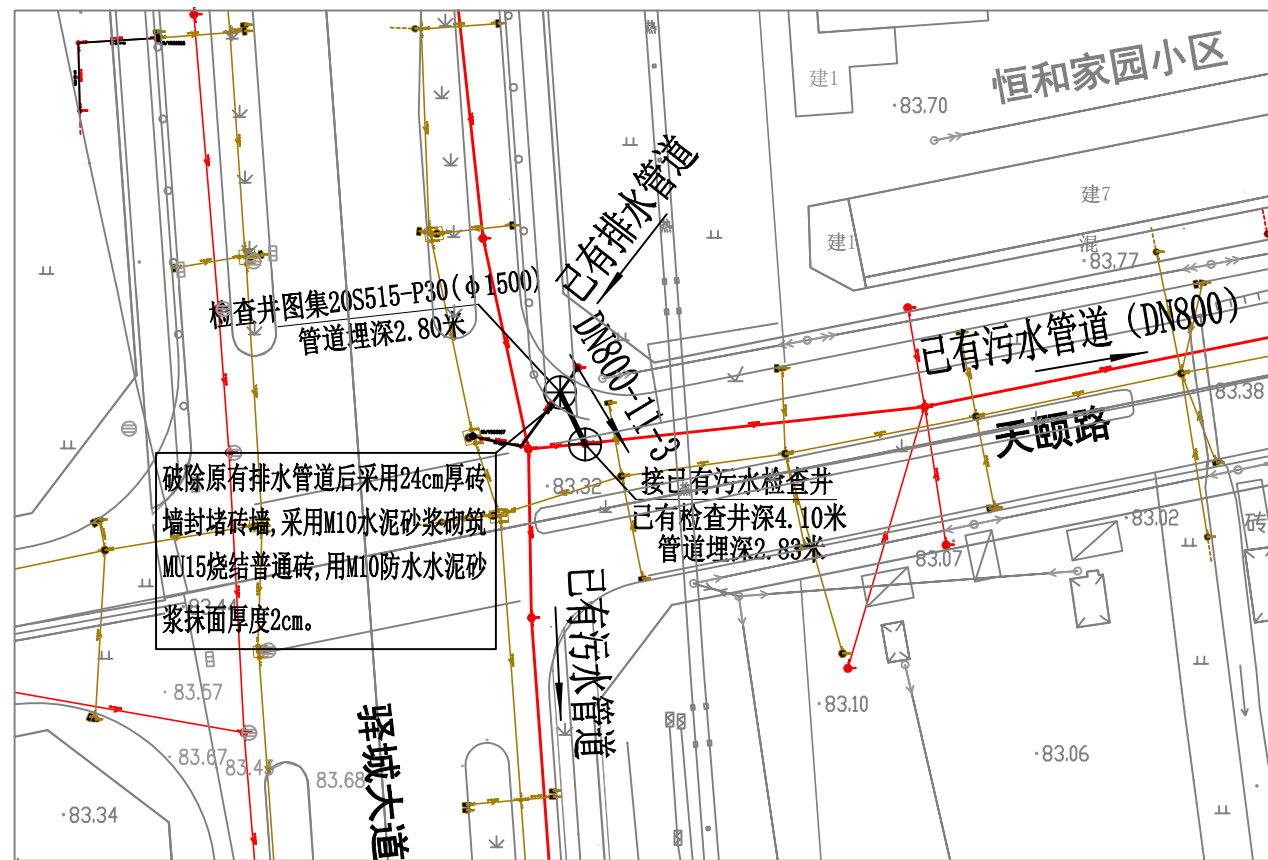 恒和家园小区
建1
·83.70
已有排水管道
热
建7
热
建1
混
·83.77
检查井图集20S515-P30(φ1500)
管道埋深2.80米
DN800-11-3
已有污水管道（DN800）
83.38
天颐路
破除原有排水管道后采用24cm厚砖
墙封堵砖墙,采用M10水泥砂浆砌筑
MU15烧结普通砖,用M10防水水泥砂
浆抹面厚度2cm。
·83.32
接已有污水检查井
已有检查井深4.10米
管道埋深2.83米
热
·83.02
砖
83.07
83.44
已有污水管道
·83.57
·83.10
驿城大道
·83.67
83.43
83.68
·83.06
·83.34